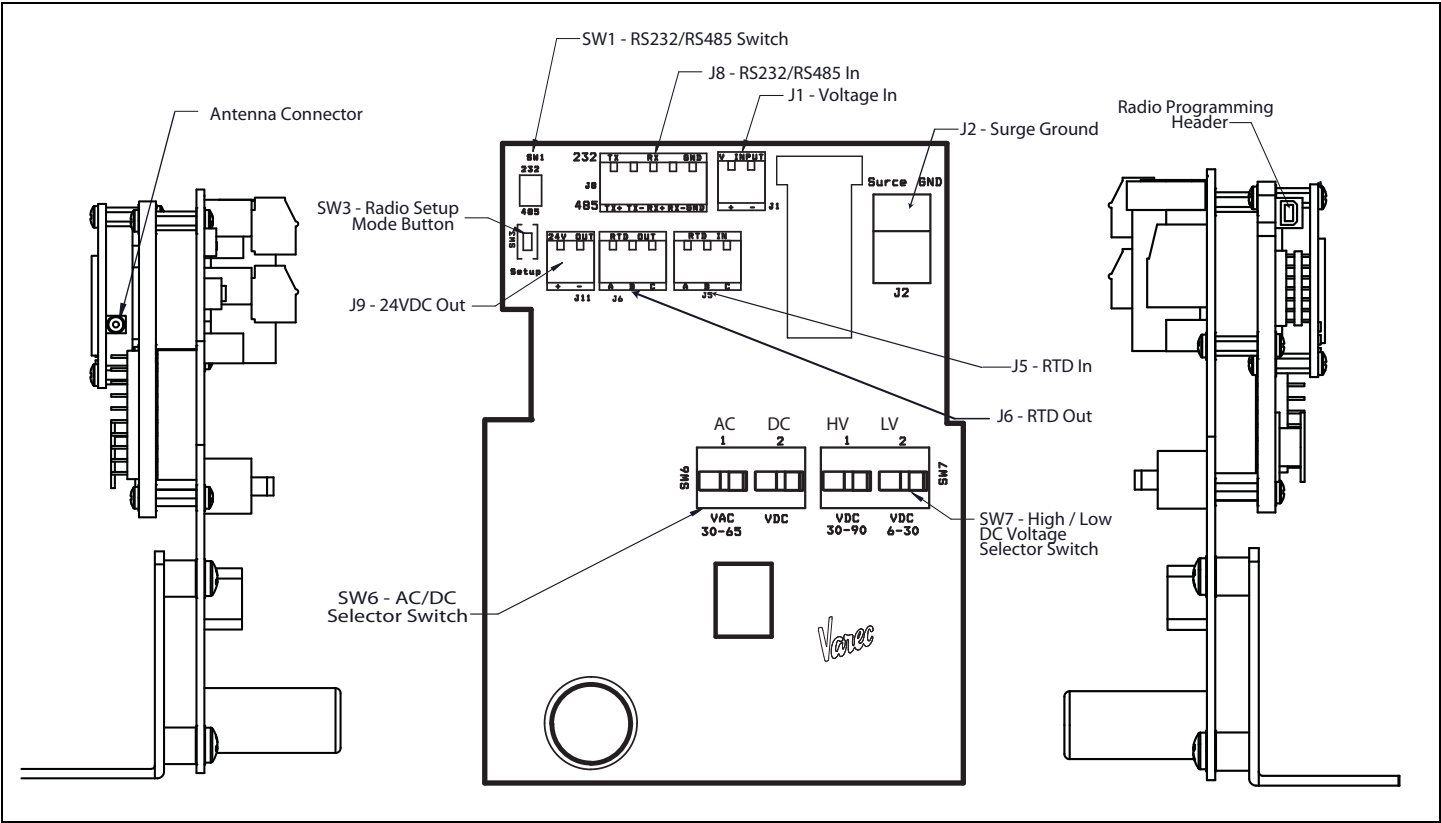 SW1 - RS232/RS485 Switch
J8 - RS232/RS485 In
J1 - Voltage In
Antenna Connector
J2 - Surge Ground
Radio Programming
Header
SW1
232
485
232
TX RX GND
J8
485
TX+ TX- RX+ RX- GND
V INPUT
+ -
J1
Surce GND
J2
SW3 - Radio Setup
Mode Button
SW3
Setup
24V OUT
+ -
J11
RTD OUT
A B C
J6
RTD IN
A B C
J5
J9 - 24VDC Out
J5 - RTD In
J6 - RTD Out
AC DC HV LV
1 2 1 2
SW6
SW7
VAC
30-65
VDC
VDC
30-90
VDC
6-30
SW7 - High / Low
DC Voltage
Selector Switch
SW6 - AC/DC
Selector Switch
Varec